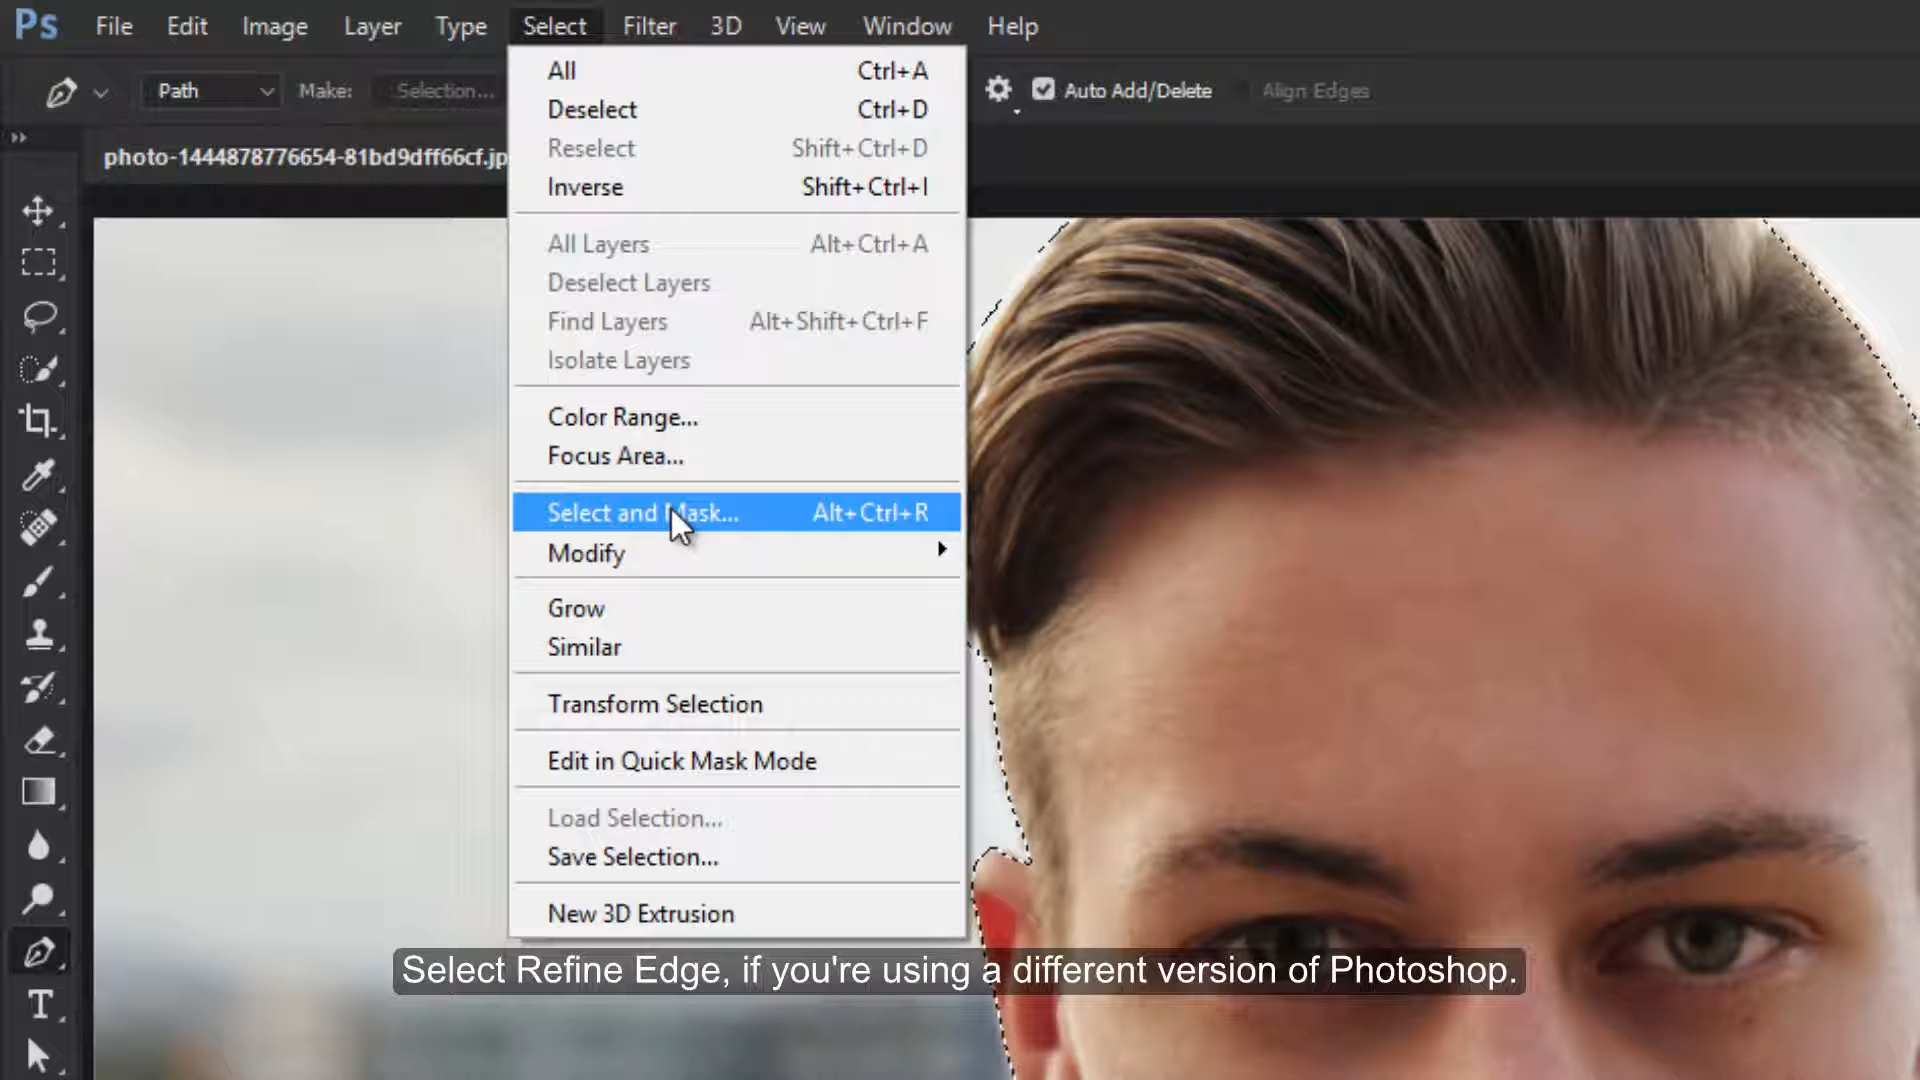 Ps File Edit Image Layer Type Select Filter 3D View Window Help
Path Make: Selection... Auto Add/Delete Align Edges
photo-1444878776654-81bd9dff66cf.jp
All Ctrl+A
Deselect Ctrl+D
Reselect Shift+Ctrl+D
Inverse Shift+Ctrl+I
All Layers Alt+Ctrl+A
Deselect Layers
Find Layers Alt+Shift+Ctrl+F
Isolate Layers
Color Range...
Focus Area...
Select and Mask... Alt+Ctrl+R
Modify
Grow
Similar
Transform Selection
Edit in Quick Mask Mode
Load Selection...
Save Selection...
New 3D Extrusion
Select Refine Edge, if you're using a different version of Photoshop.